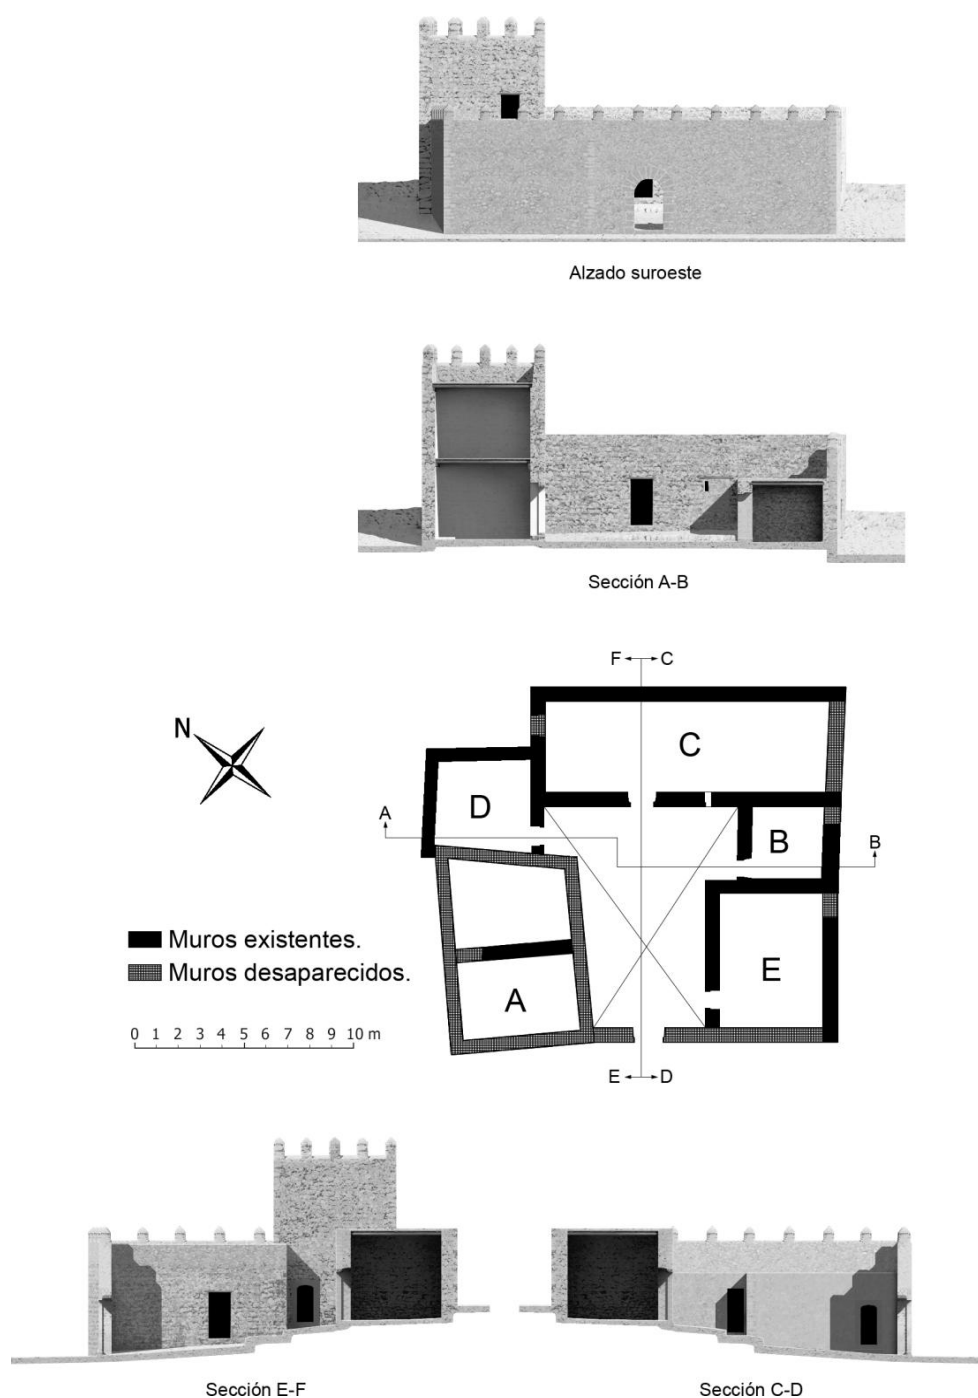 Alzado suroeste
Sección A-B
F C
N
C
D
A
B
B
Muros existentes.
E
Muros desaparecidos.
A
0 1 2 3 4 5 6 7 8 9 10 m
E D
Sección E-F
Sección C-D